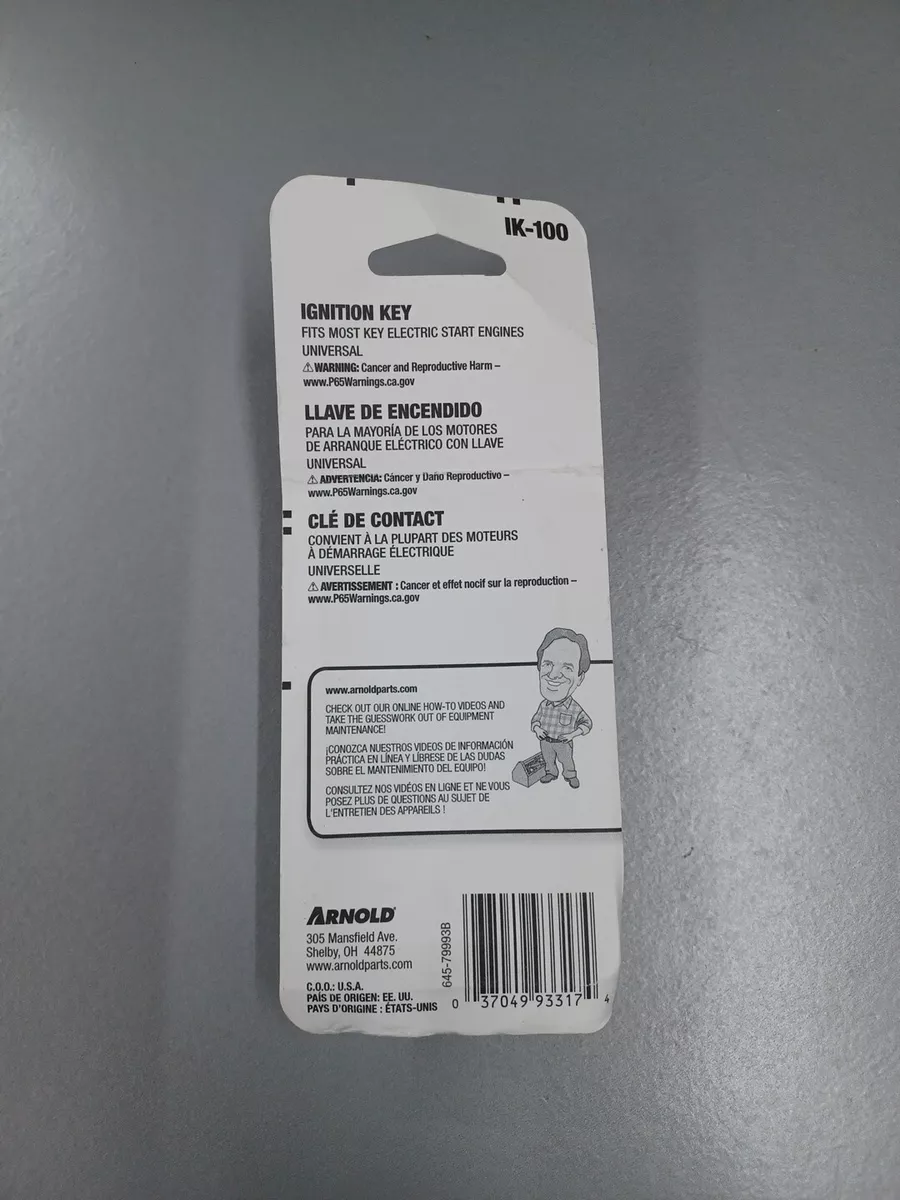 IK-100
IGNITION KEY
FITS MOST KEY ELECTRIC START ENGINES
UNIVERSAL
⚠ WARNING: Cancer and Reproductive Harm –
www.P65Warnings.ca.gov
LLAVE DE ENCENDIDO
PARA LA MAYORÍA DE LOS MOTORES
DE ARRANQUE ELÉCTRICO CON LLAVE
UNIVERSAL
⚠ ADVERTENCIA: Cáncer y Daño Reproductivo –
www.P65Warnings.ca.gov
CLÉ DE CONTACT
CONVIENT À LA PLUPART DES MOTEURS
À DÉMARRAGE ÉLECTRIQUE
UNIVERSELLE
⚠ AVERTISSEMENT : Cancer et effet nocif sur la reproduction –
www.P65Warnings.ca.gov
www.arnoldparts.com
CHECK OUT OUR ONLINE HOW-TO VIDEOS AND
TAKE THE GUESSWORK OUT OF EQUIPMENT
MAINTENANCE!
¡CONOZCA NUESTROS VIDEOS DE INFORMACIÓN
PRÁCTICA EN LÍNEA Y LÍBRESE DE LAS DUDAS
SOBRE EL MANTENIMIENTO DEL EQUIPO!
CONSULTEZ NOS VIDÉOS EN LIGNE ET NE VOUS
POSEZ PLUS DE QUESTIONS AU SUJET DE
L'ENTRETIEN DES APPAREILS !
ARNOLD
305 Mansfield Ave.
Shelby, OH 44875
www.arnoldparts.com
C.O.O.: U.S.A.
PAÍS DE ORIGEN: EE. UU.
PAYS D'ORIGINE : ÉTATS-UNIS
645-79993B
0 37049 93317 4